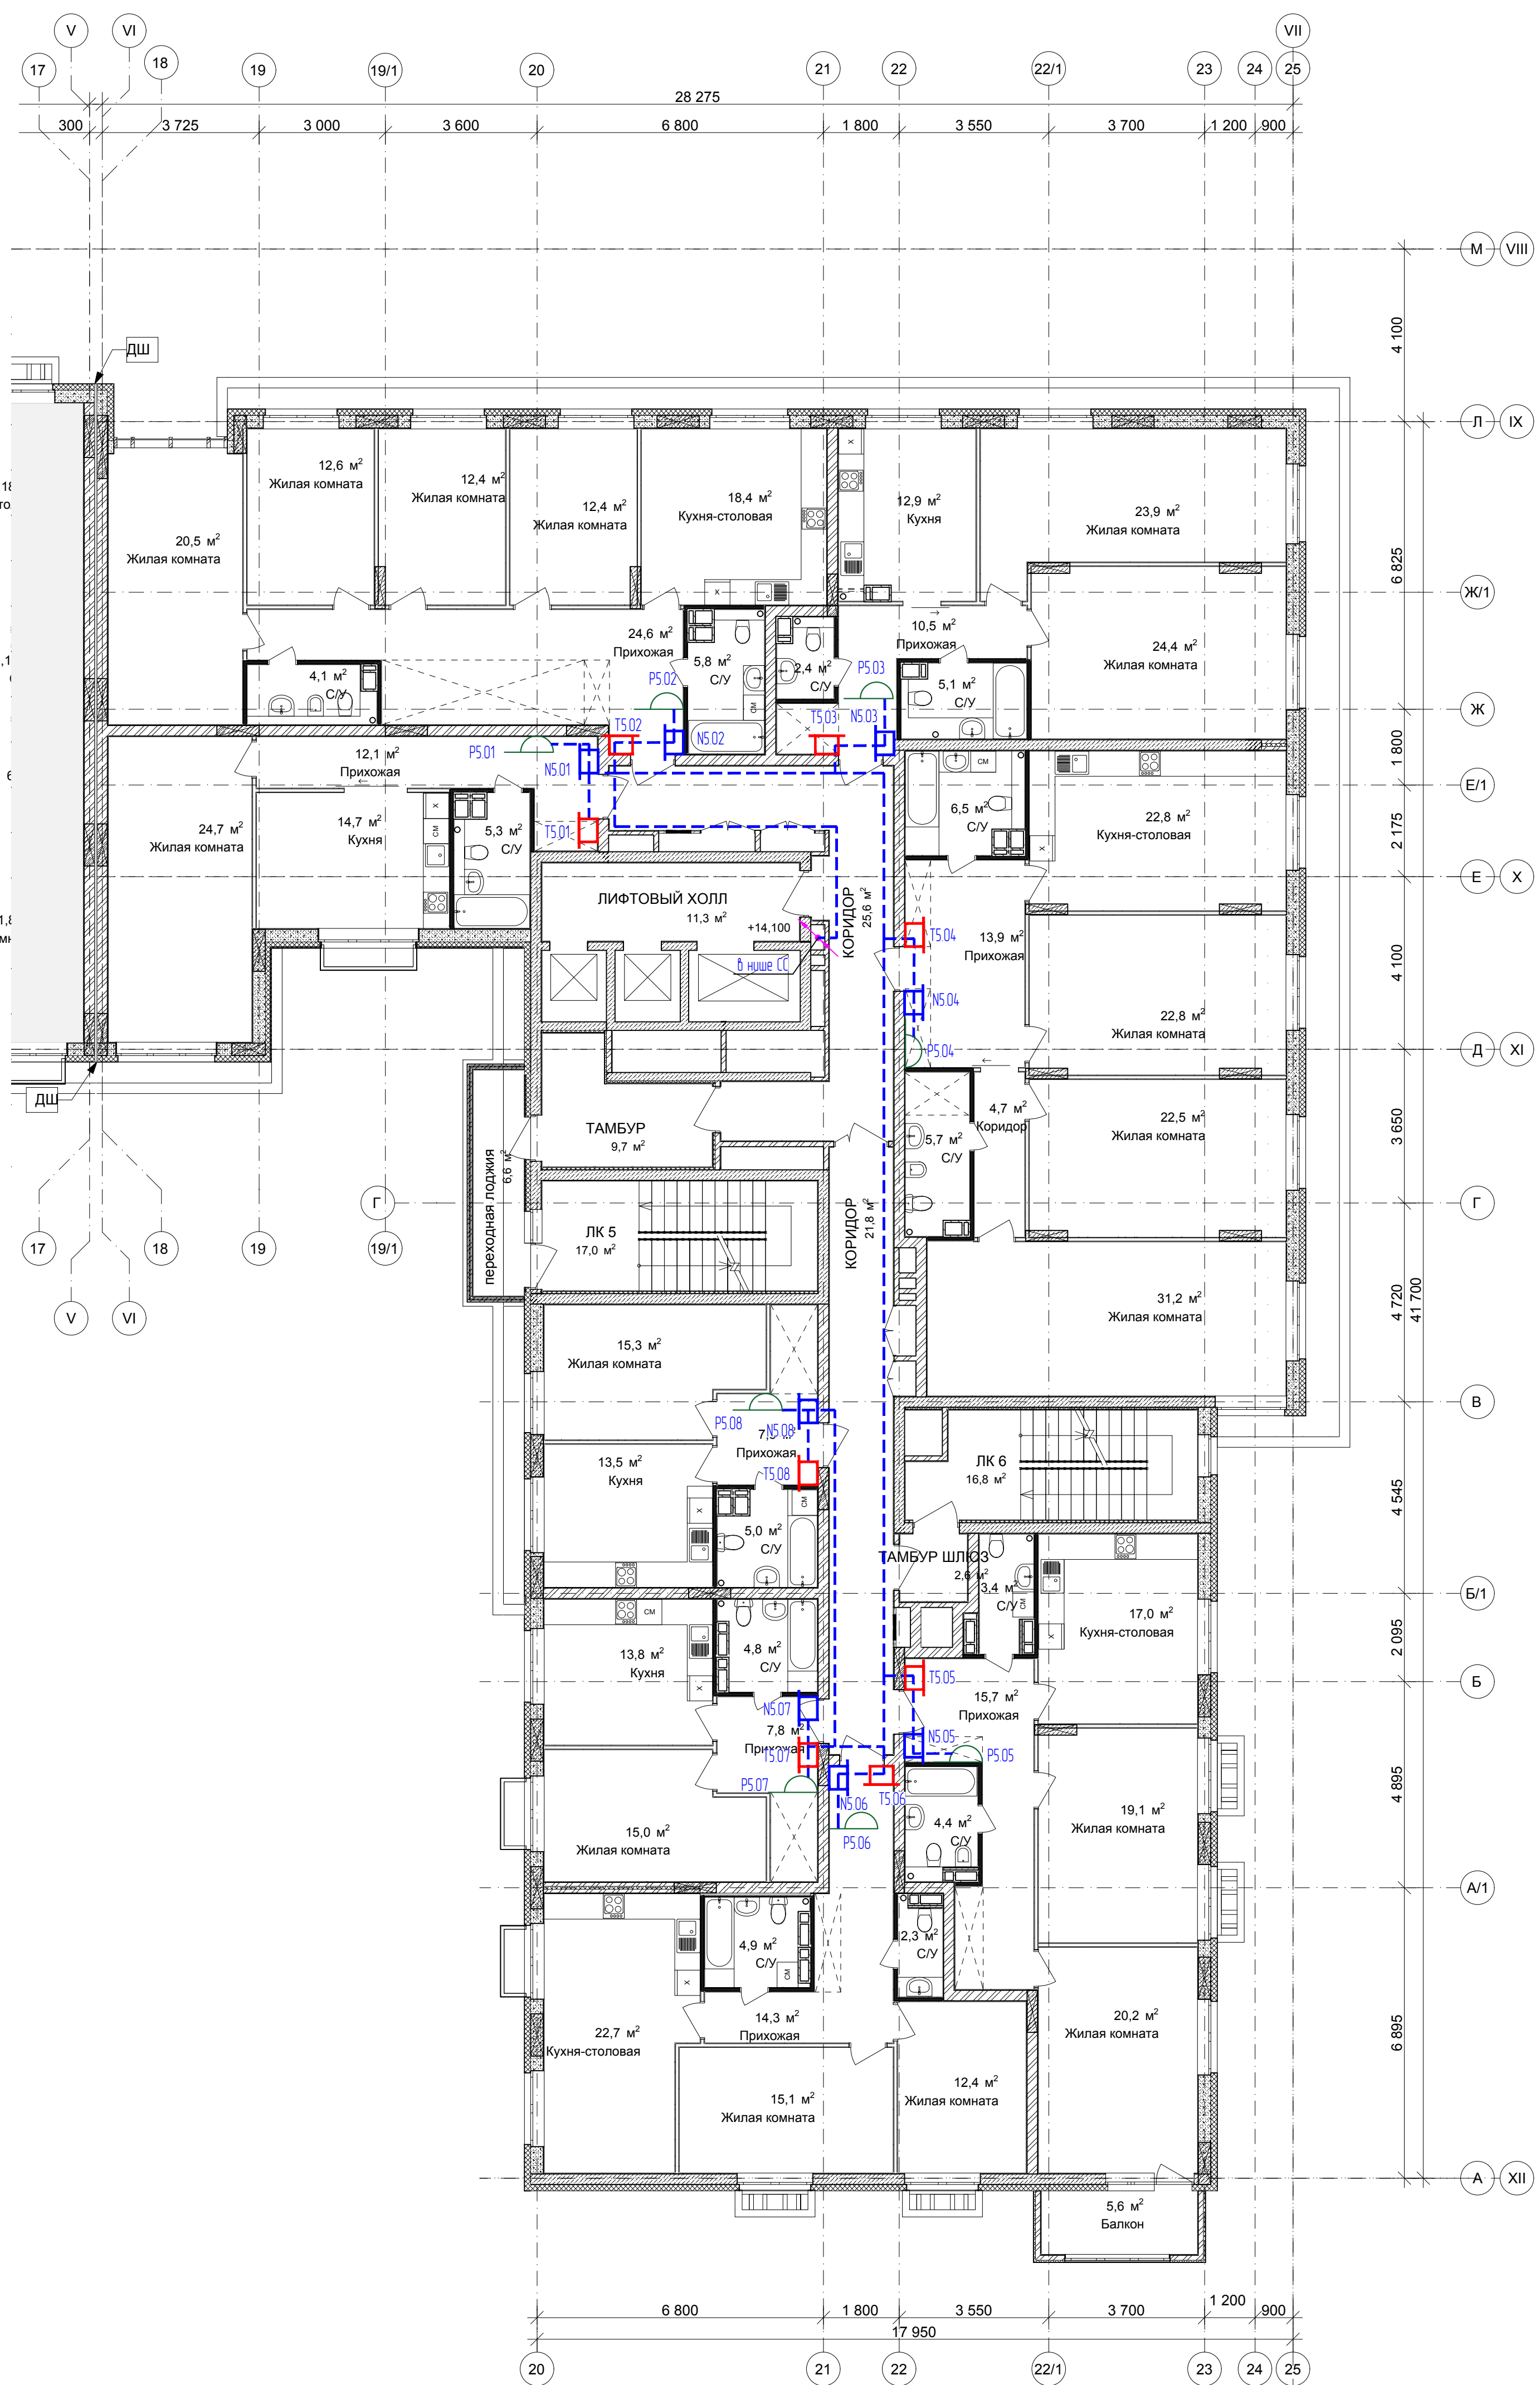 V
VI
VII
17
18
19
19/1
20
21
22
22/1
23
24
25
28 275
300
3 725
3 000
3 600
6 800
1 800
3 550
3 700
1 200
900
М
VIII
4 100
ДШ
Л
IX
12,6 м²
Жилая комната
12,4 м²
Жилая комната
12,4 м²
Жилая комната
18,4 м²
Кухня-столовая
12,9 м²
Кухня
23,9 м²
Жилая комната
20,5 м²
Жилая комната
6 825
Ж/1
24,6 м²
Прихожая
10,5 м²
Прихожая
24,4 м²
Жилая комната
4,1 м²
С/У
5,8 м²
С/У
2,4 м²
С/У
5,1 м²
С/У
P5.02
P5.03
СМ
Ж
T5.02
N5.02
T5.03
N5.03
P5.01
N5.01
12,1 м²
Прихожая
1 800
СМ
Е/1
6,5 м²
С/У
22,8 м²
Кухня-столовая
24,7 м²
Жилая комната
14,7 м²
Кухня
Х
СМ
5,3 м²
С/У
T5.01
2 175
Х
Е
X
ЛИФТОВЫЙ ХОЛЛ
11,3 м²
+14,100
КОРИДОР
25,6 м²
T5.04
13,9 м²
Прихожая
в нише СС
4 100
N5.04
22,8 м²
Жилая комната
P5.04
Д
XI
ДШ
4,7 м²
Коридор
22,5 м²
Жилая комната
ТАМБУР
9,7 м²
5,7 м²
С/У
3 650
переходная лоджия
6,6 м²
Г
Г
ЛК 5
17,0 м²
КОРИДОР
21,8 м²
17
18
19
19/1
V
VI
31,2 м²
Жилая комната
4 720
41 700
15,3 м²
Жилая комната
В
P5.08
N5.08
Прихожая
T5.08
13,5 м²
Кухня
ЛК 6
16,8 м²
4 545
Х
СМ
5,0 м²
С/У
ТАМБУР ШЛЮЗ
2,6 м²
3,4 м²
С/У
СМ
Б/1
СМ
17,0 м²
Кухня-столовая
Х
13,8 м²
Кухня
4,8 м²
С/У
2 095
Х
T5.05
15,7 м²
Прихожая
Б
N5.07
7,8 м²
Прихожая
T5.07
N5.05
P5.05
P5.07
N5.06
T5.06
P5.06
4 895
15,0 м²
Жилая комната
4,4 м²
С/У
19,1 м²
Жилая комната
А/1
4,9 м²
С/У
СМ
Х
2,3 м²
С/У
22,7 м²
Кухня-столовая
14,3 м²
Прихожая
20,2 м²
Жилая комната
6 895
15,1 м²
Жилая комната
12,4 м²
Жилая комната
А
XII
5,6 м²
Балкон
6 800
1 800
3 550
3 700
1 200
900
17 950
20
21
22
22/1
23
24
25